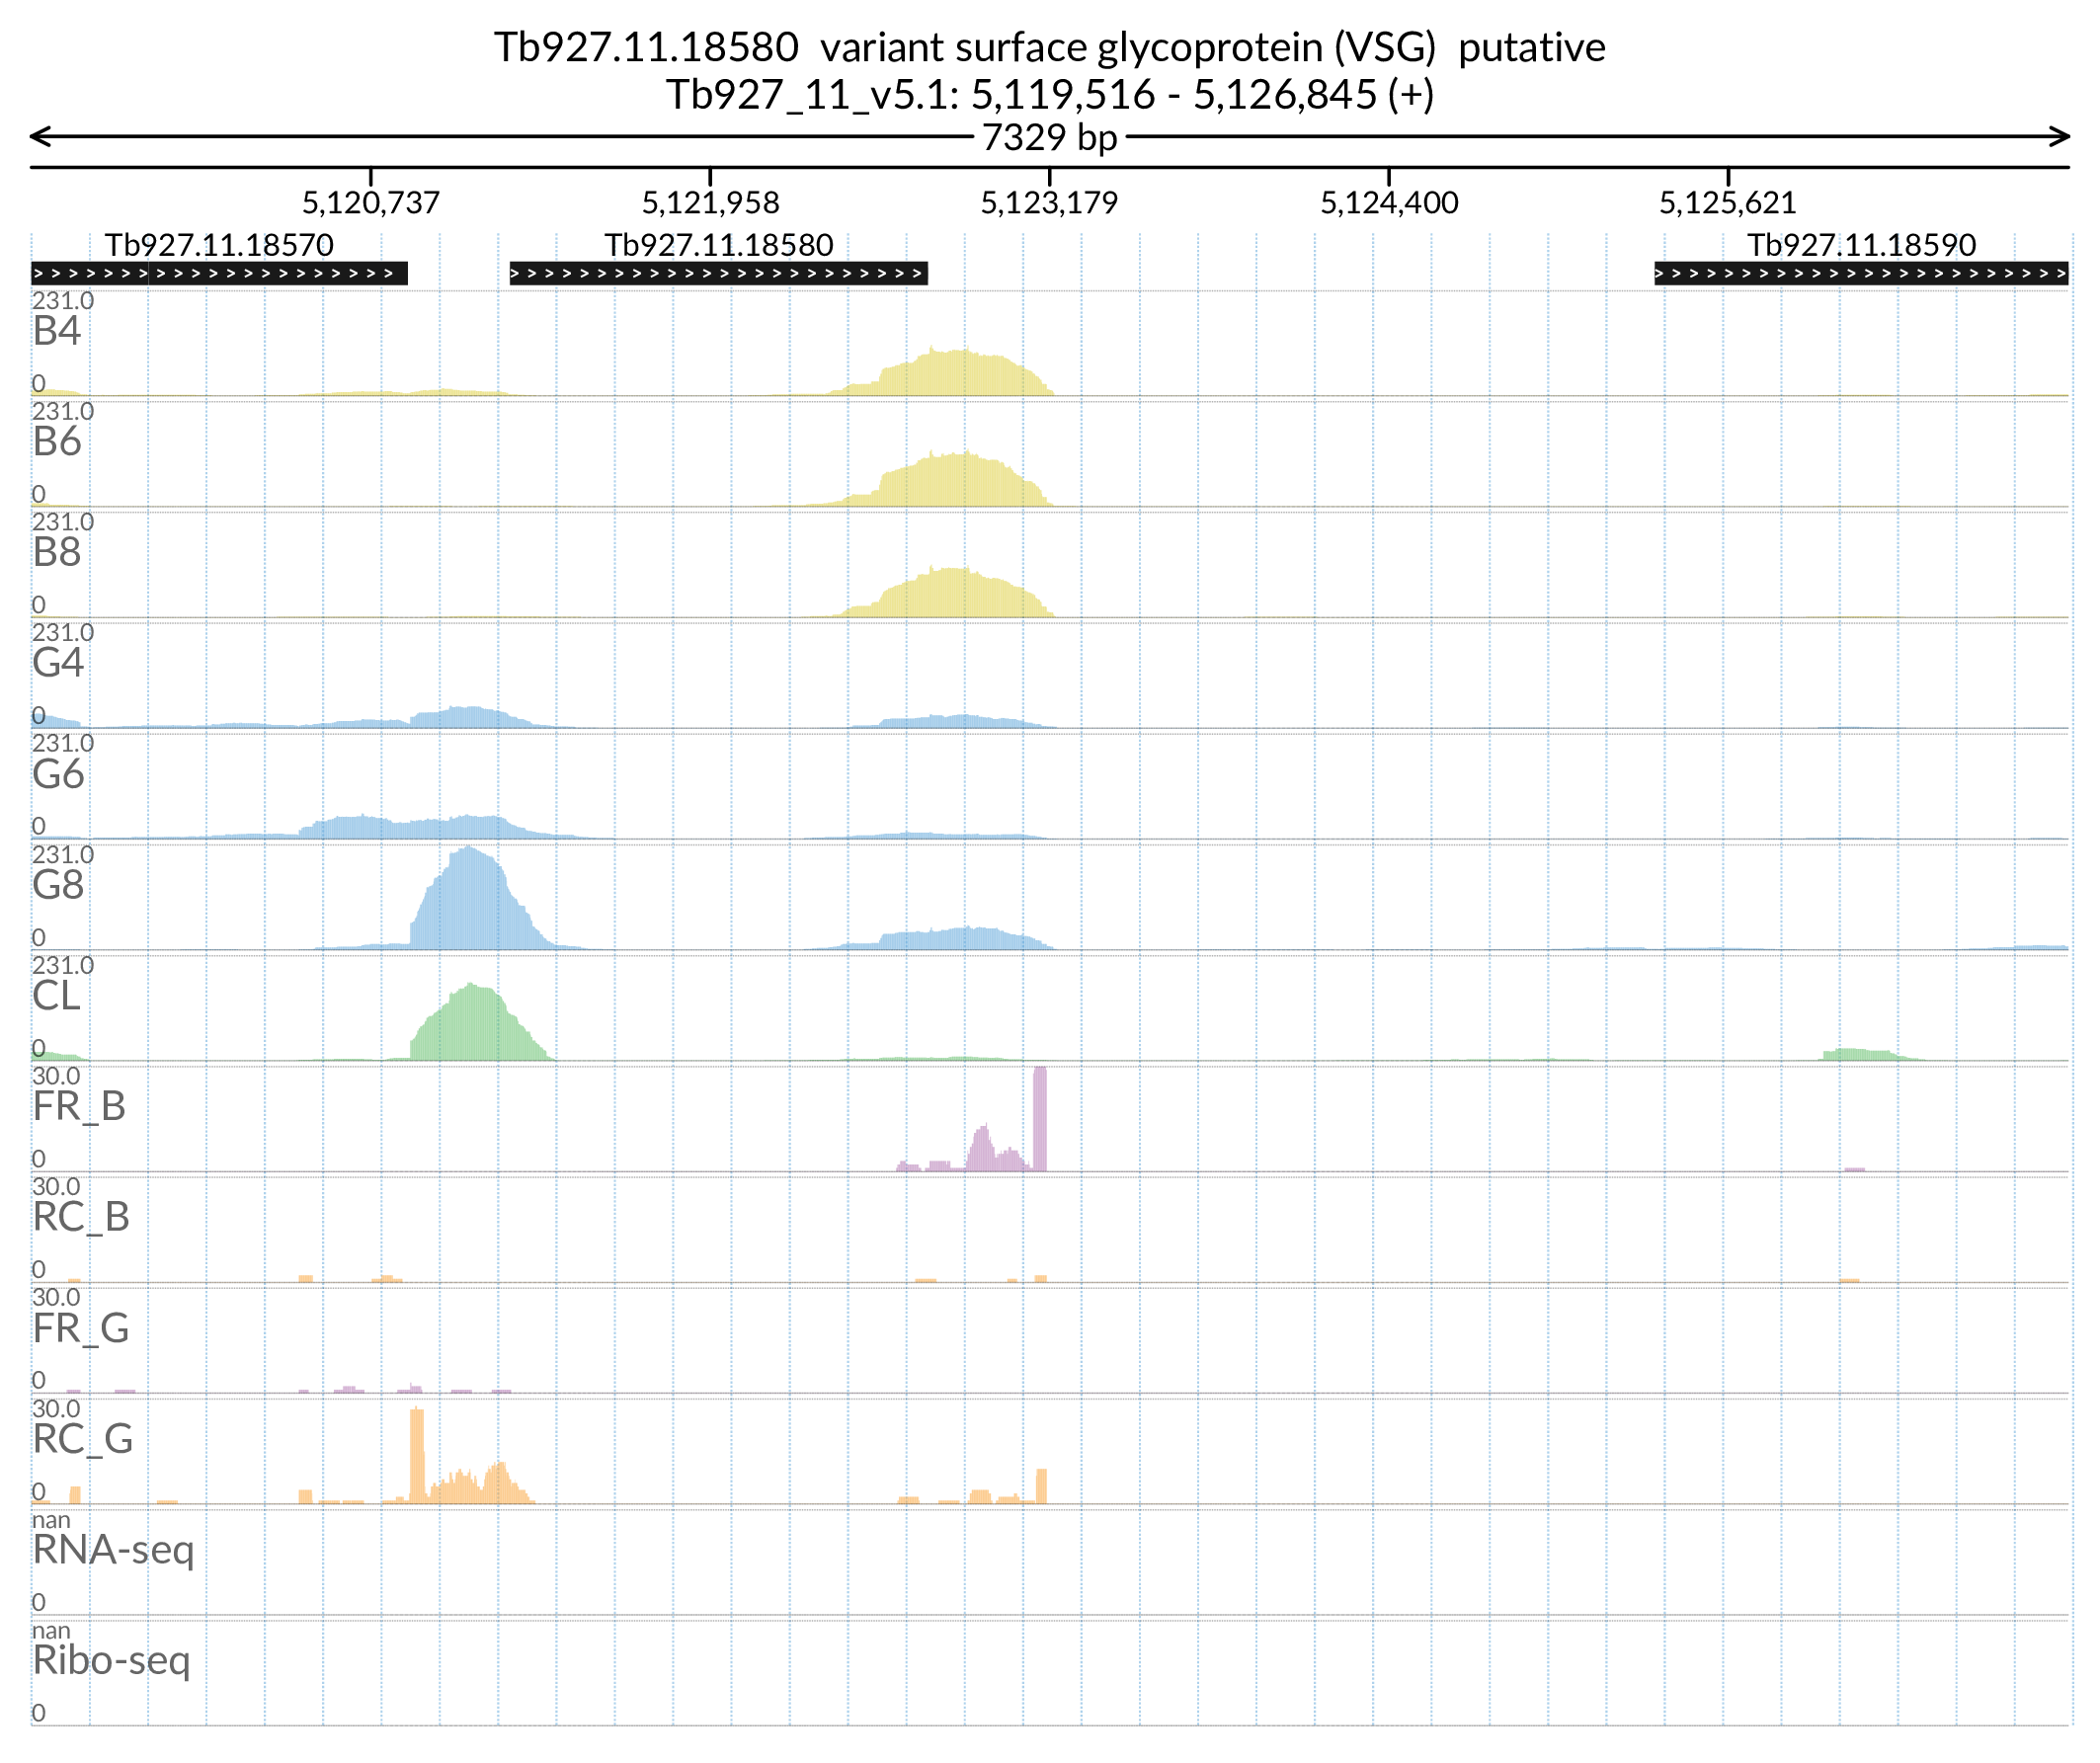 Tb927.11.18580  variant surface glycoprotein (VSG)  putative
Tb927_11_v5.1: 5,119,516 - 5,126,845 (+)
7329 bp
5,120,737 5,121,958 5,123,179 5,124,400 5,125,621
Tb927.11.18570 Tb927.11.18580 Tb927.11.18590
231.0
B4
0
231.0
B6
0
231.0
B8
0
231.0
G4
0
231.0
G6
0
231.0
G8
0
231.0
CL
0
30.0
FR_B
0
30.0
RC_B
0
30.0
FR_G
0
30.0
RC_G
0
nan
RNA-seq
0
nan
Ribo-seq
0